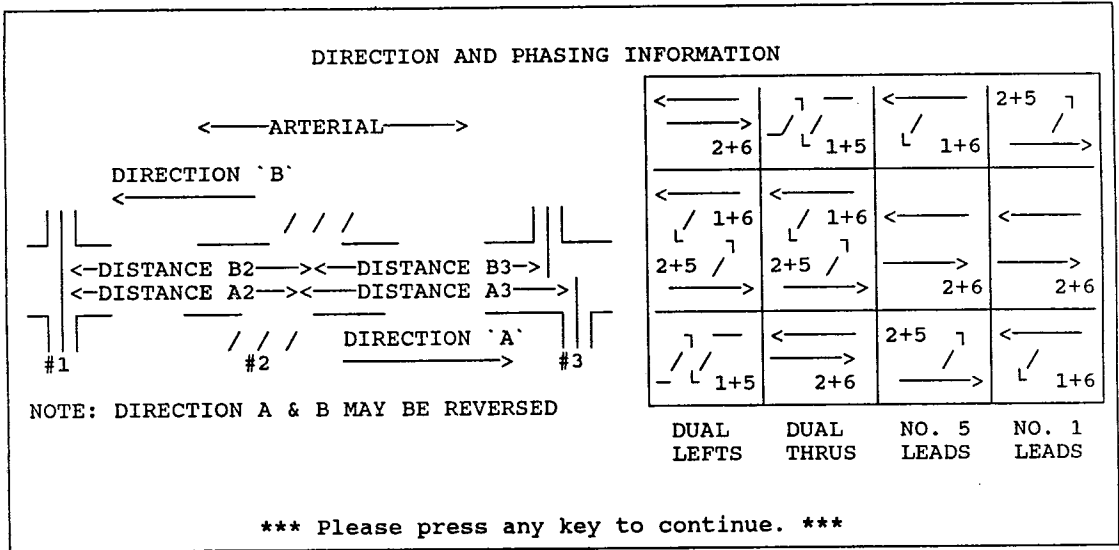 DIRECTION AND PHASING INFORMATION
<——ARTERIAL———>
DIRECTION `B`
<—DISTANCE B2——><——DISTANCE B3—>
<—DISTANCE A2—><———DISTANCE A3——>
DIRECTION `A`
#1 #2 #3
NOTE: DIRECTION A & B MAY BE REVERSED
2+6 1+5 1+6 2+5
1+6 1+6
2+5 2+5
2+6 2+6
2+5
1+5 2+6 1+6
DUAL DUAL NO. 5 NO. 1
LEFTS THRUS LEADS LEADS
*** Please press any key to continue. ***